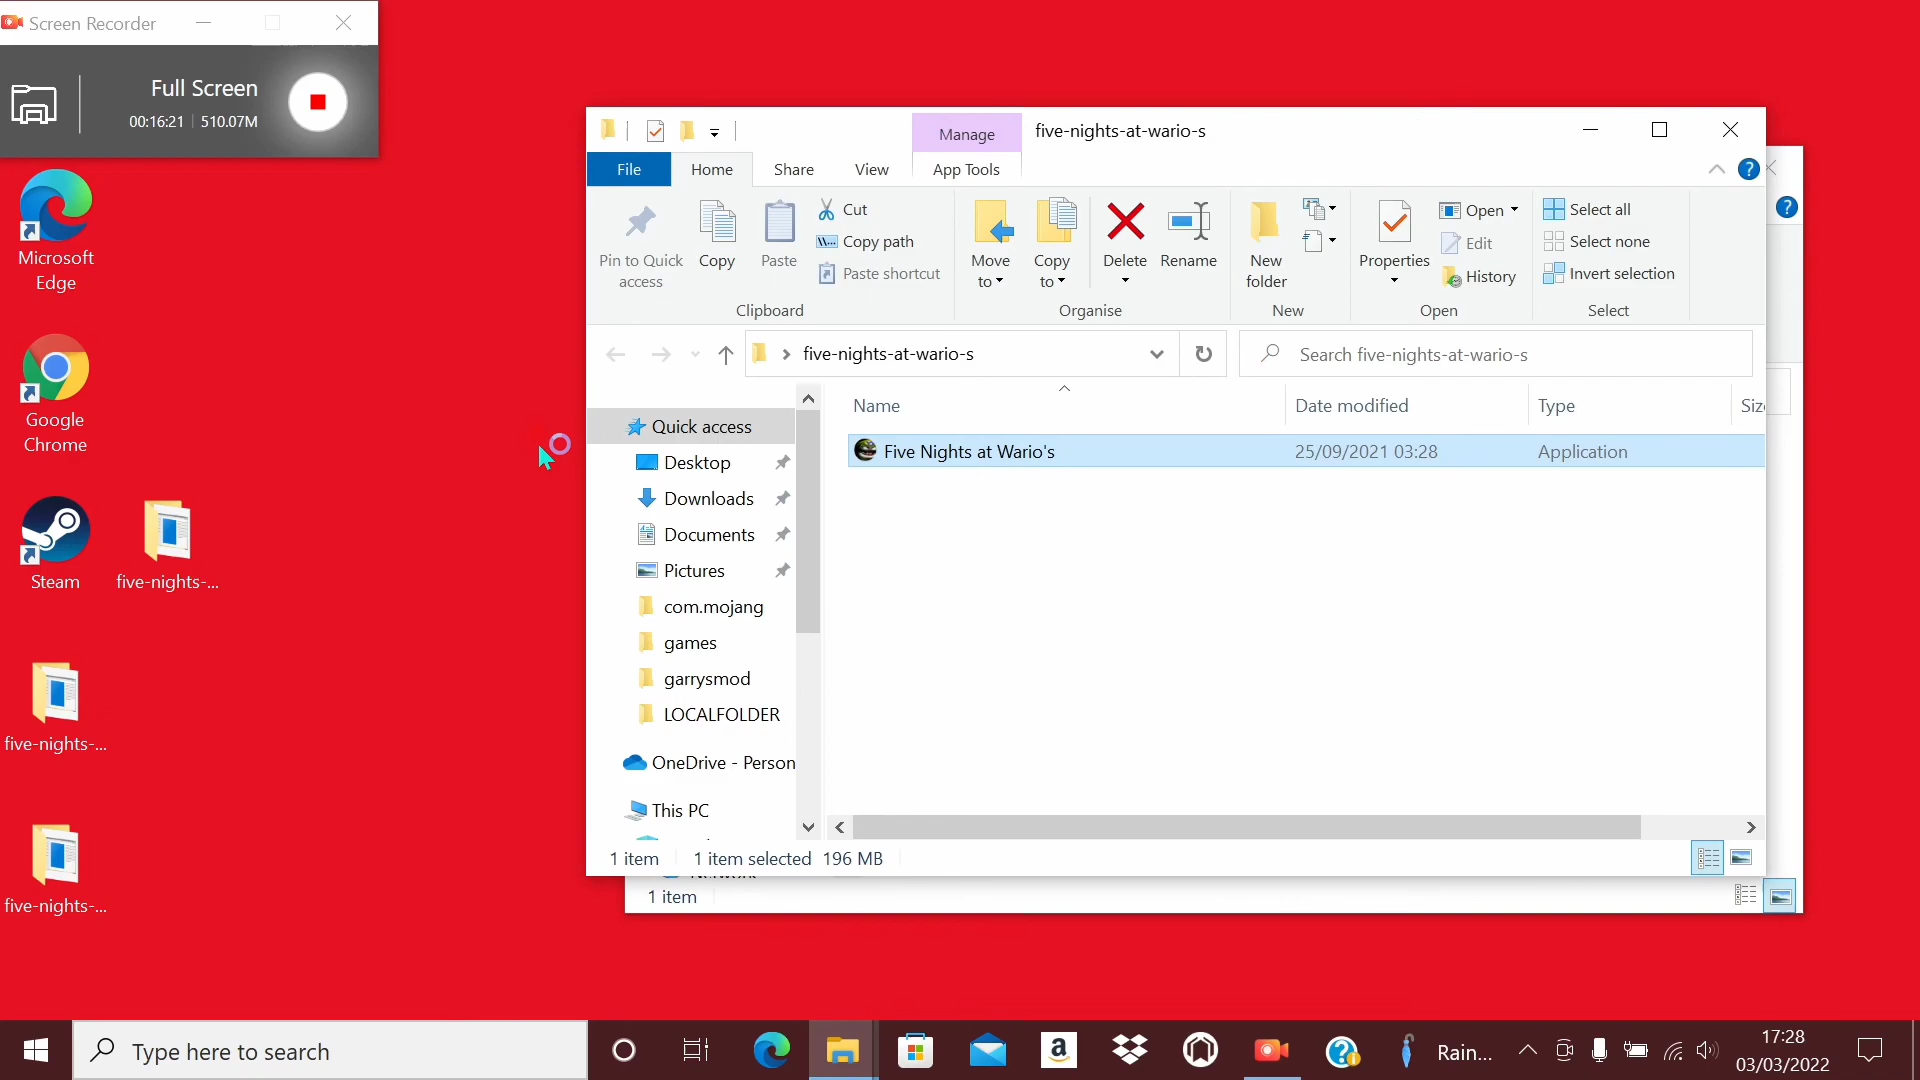 Screen Recorder
Full Screen
00:16:21 510.07M
Microsoft
Edge
Google
Chrome
Steam
five-nights-...
five-nights-...
five-nights-...
Manage
five-nights-at-wario-s
File
Home
Share
View
App Tools
Pin to Quick
access
Copy
Paste
Cut
Copy path
Paste shortcut
Clipboard
Move
to
Copy
to
Delete
Rename
Organise
New
folder
New
Properties
Open
Edit
History
Open
Select all
Select none
Invert selection
Select
five-nights-at-wario-s
Search five-nights-at-wario-s
Name
Date modified
Type
Quick access
Desktop
Downloads
Documents
Pictures
com.mojang
games
garrysmod
LOCALFOLDER
OneDrive - Person
This PC
Five Nights at Wario's
25/09/2021 03:28
Application
1 item
1 item selected 196 MB
1 item
Type here to search
Rain...
17:28
03/03/2022